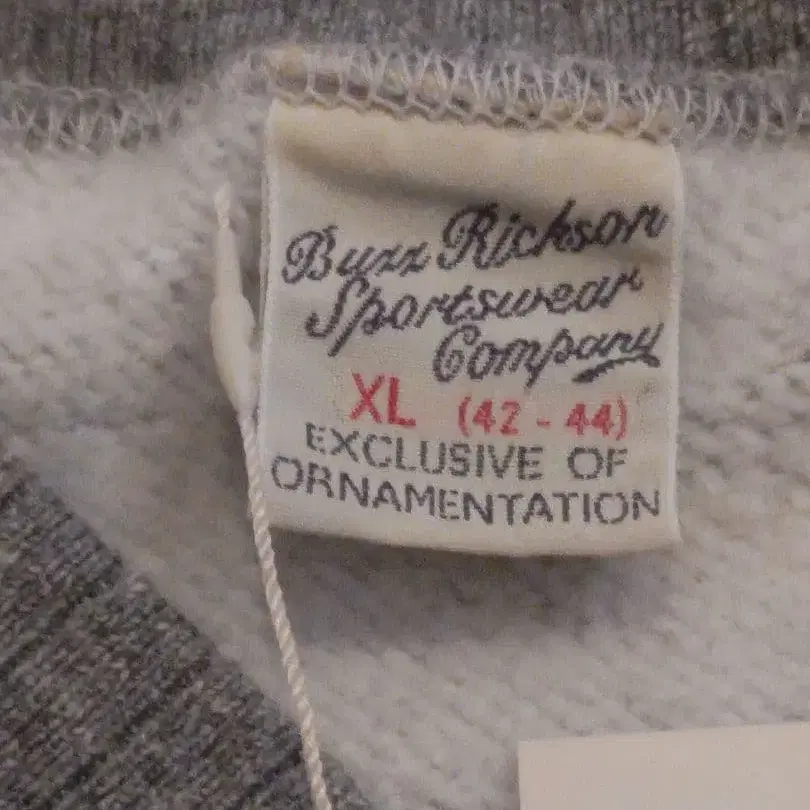 Buzz Rickson
Sportswear
Company
XL (42 - 44)
EXCLUSIVE OF
ORNAMENTATION